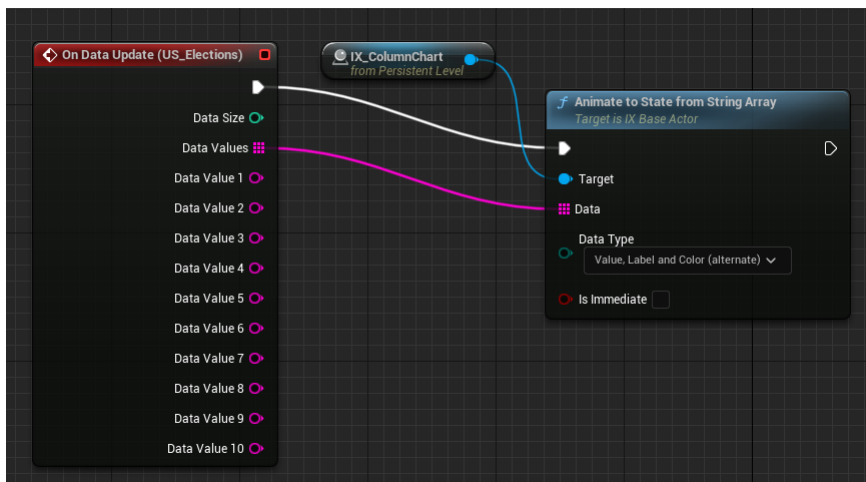 On Data Update (US_Elections)
Data Size
Data Values
Data Value 1
Data Value 2
Data Value 3
Data Value 4
Data Value 5
Data Value 6
Data Value 7
Data Value 8
Data Value 9
Data Value 10
IX_ColumnChart
from Persistent Level
f Animate to State from String Array
Target is IX Base Actor
Target
Data
Data Type
Value, Label and Color (alternate)
Is Immediate